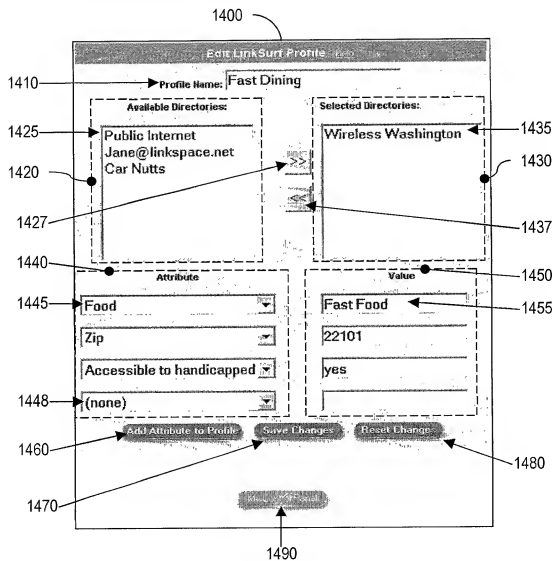 1400
Edit LinkSurf Profile
1410
Profile Name: Fast Dining
Available Directories:
Selected Directories:
1425
Public Internet
Wireless Washington
1435
Jane@linkspace.net
1420
Car Nutts
>>
1430
1427
<<
1437
1440
1450
Attribute
Value
1445
Food
Fast Food
1455
Zip
22101
Accessible to handicapped
yes
1448
(none)
Add Attribute to Profile
Save Changes
Reset Changes
1460
1480
1470
1490